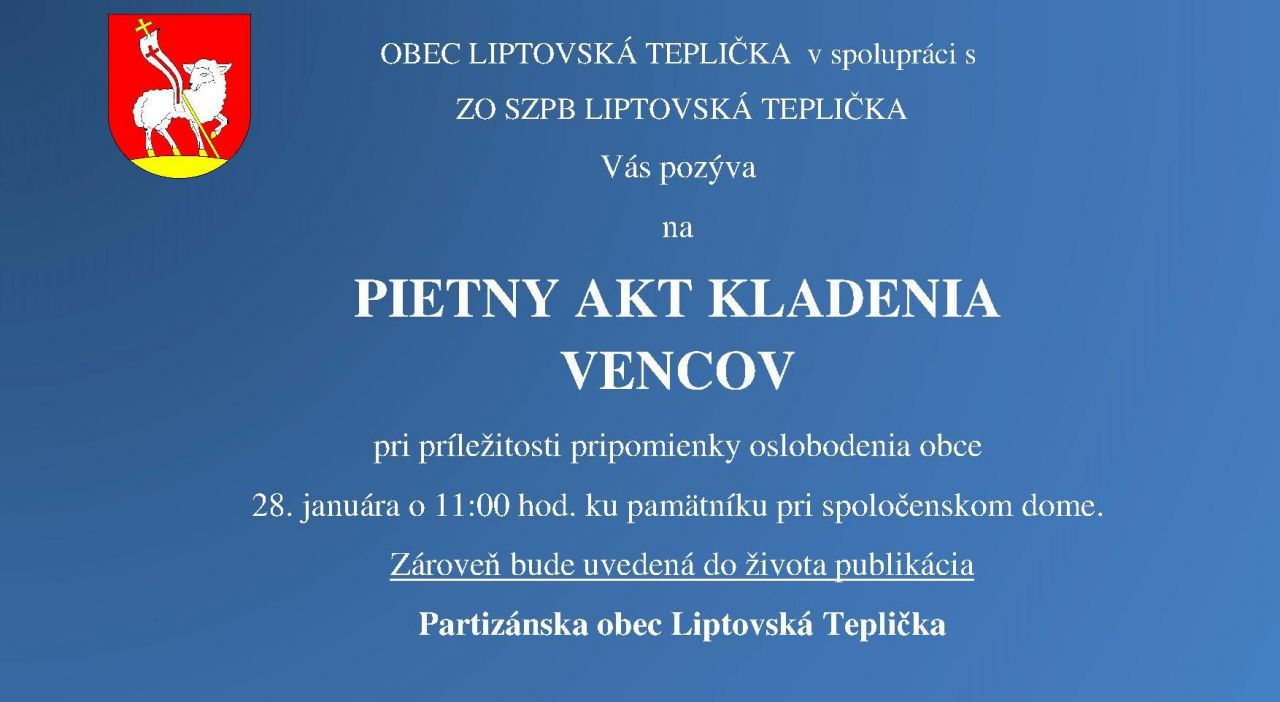 OBEC LIPTOVSKÁ TEPLIČKA v spolupráci s
ZO SZPB LIPTOVSKÁ TEPLIČKA
Vás pozýva
na
PIETNY AKT KLADENIA
VENCOV
pri príležitosti pripomienky oslobodenia obce
28. januára o 11:00 hod. ku pamätníku pri spoločenskom dome.
Zároveň bude uvedená do života publikácia
Partizánska obec Liptovská Teplička